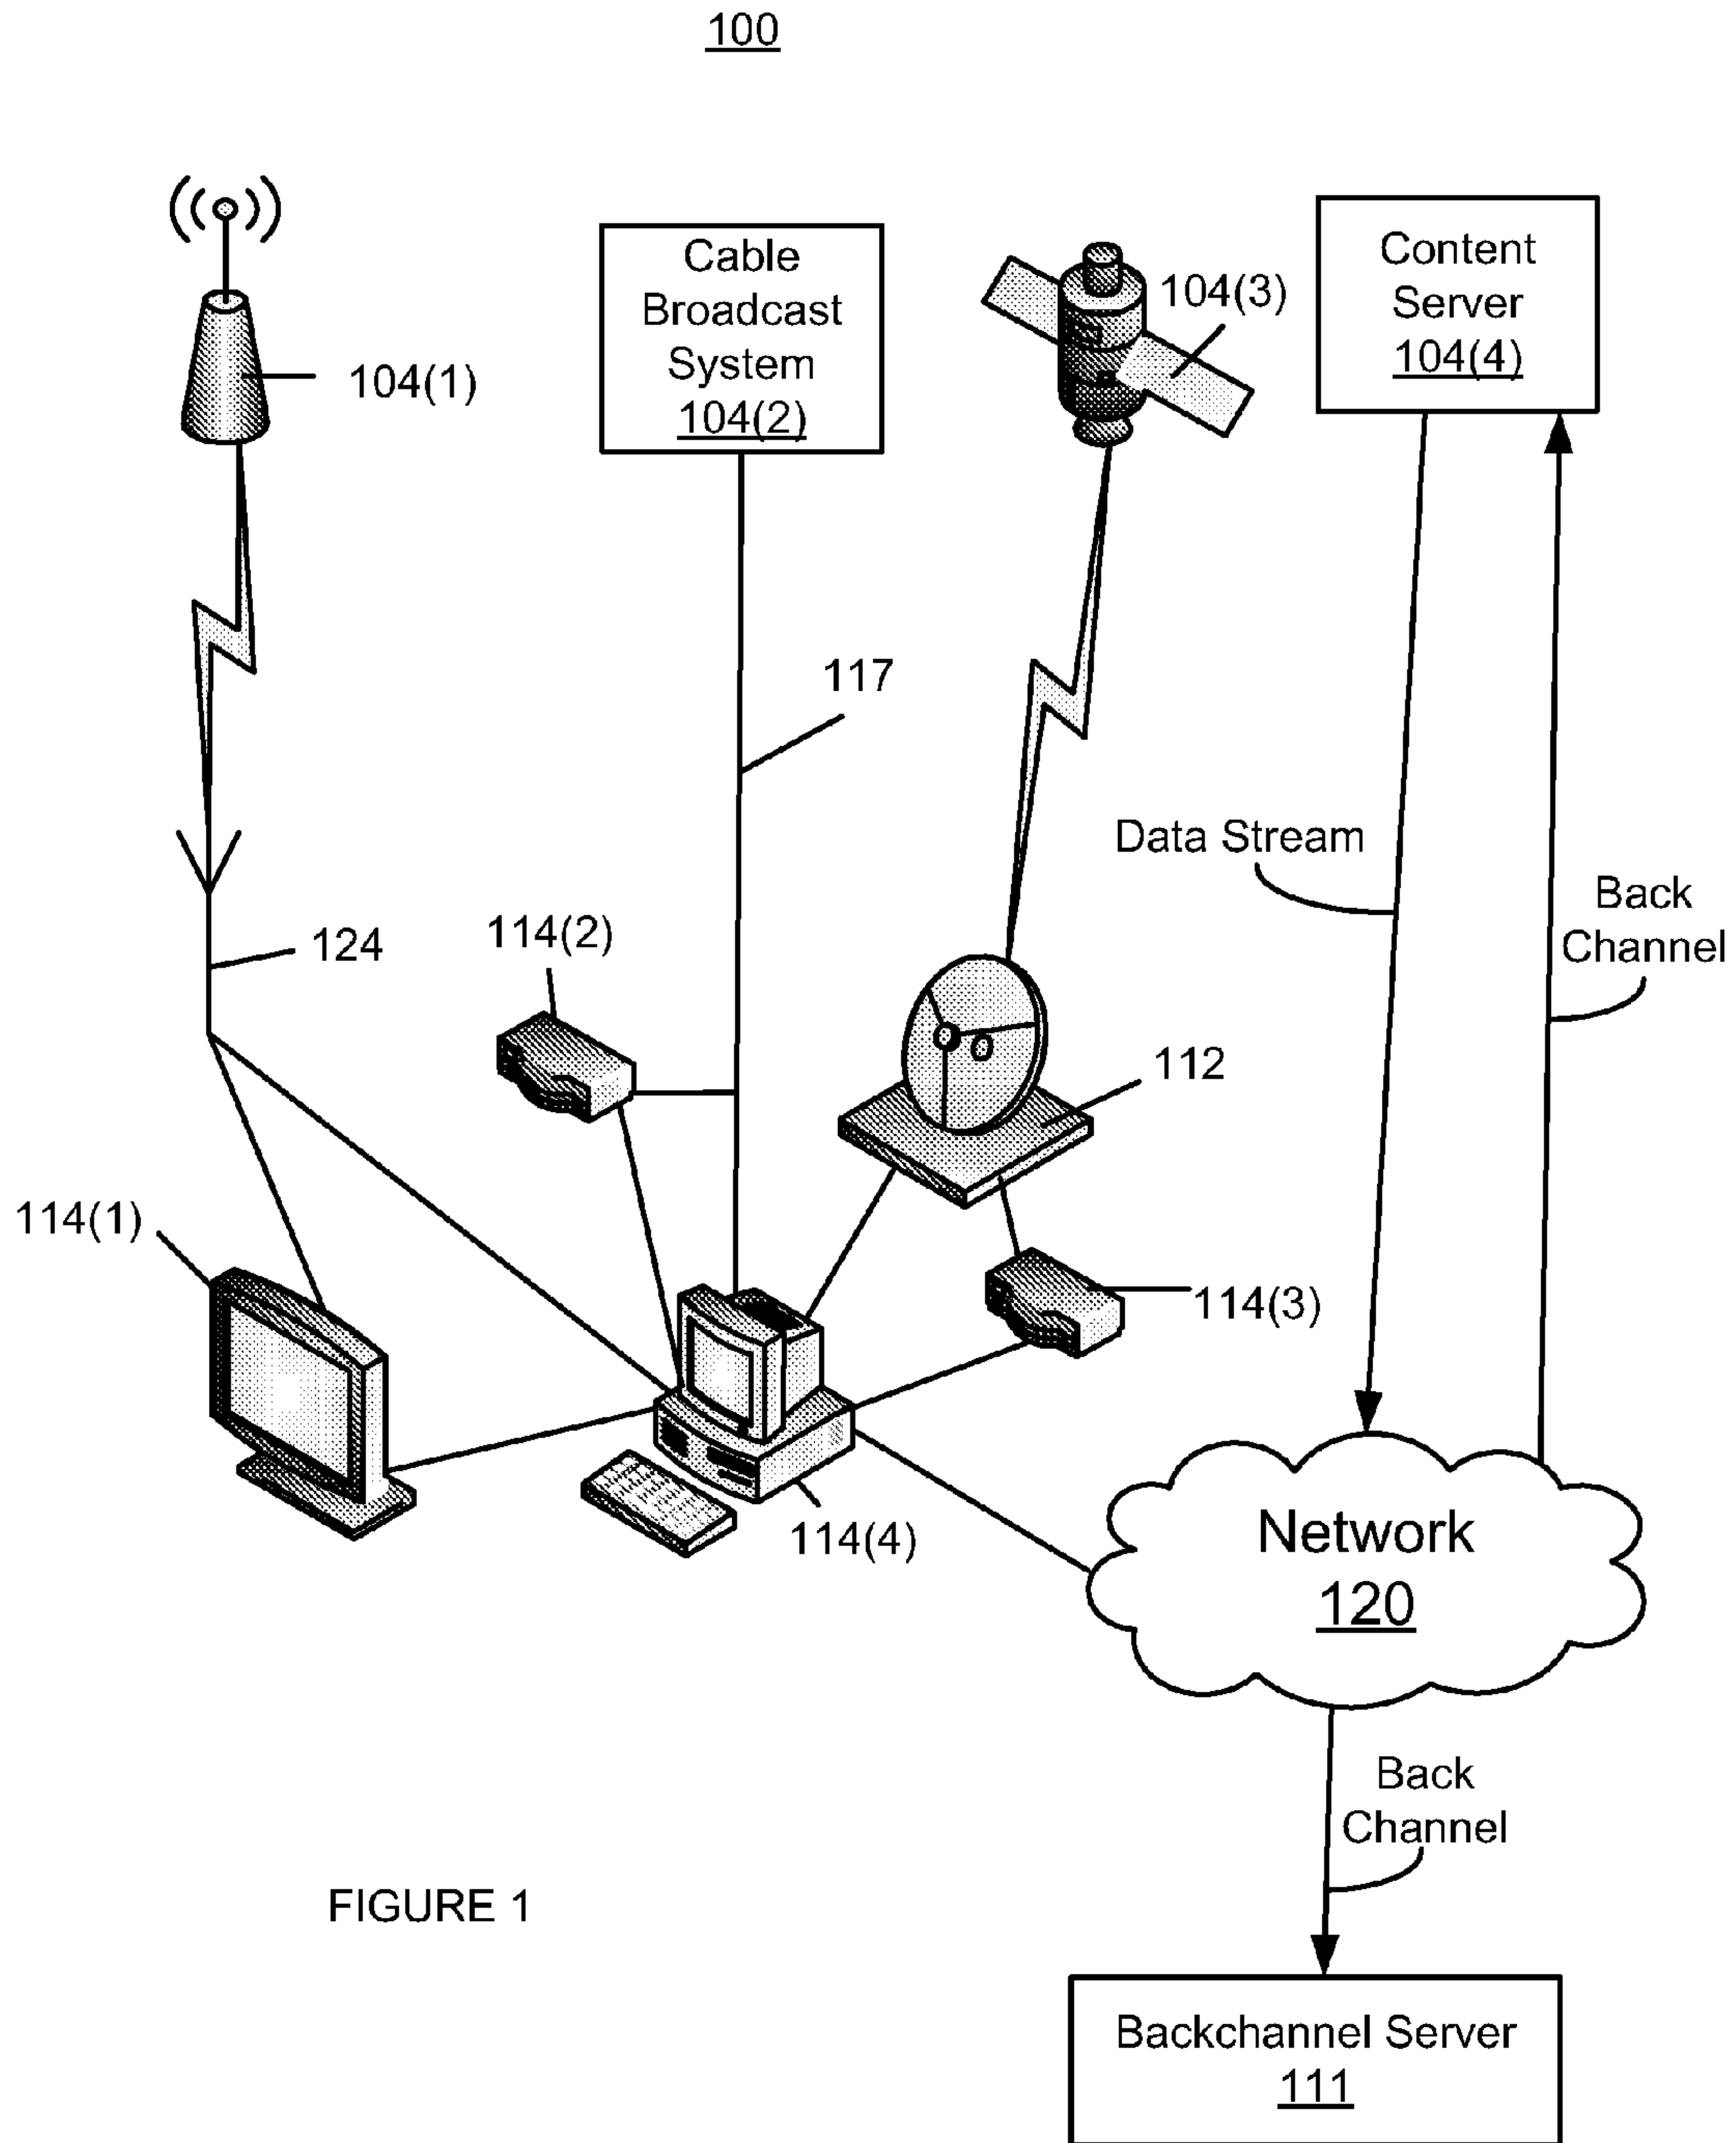 100
Cable
Broadcast
System
104(2)
Content
Server
104(4)
104(3)
104(1)
117
Data Stream
Back
Channel
124
114(2)
112
114(1)
114(3)
114(4)
Network
120
Back
Channel
FIGURE 1
Backchannel Server
111